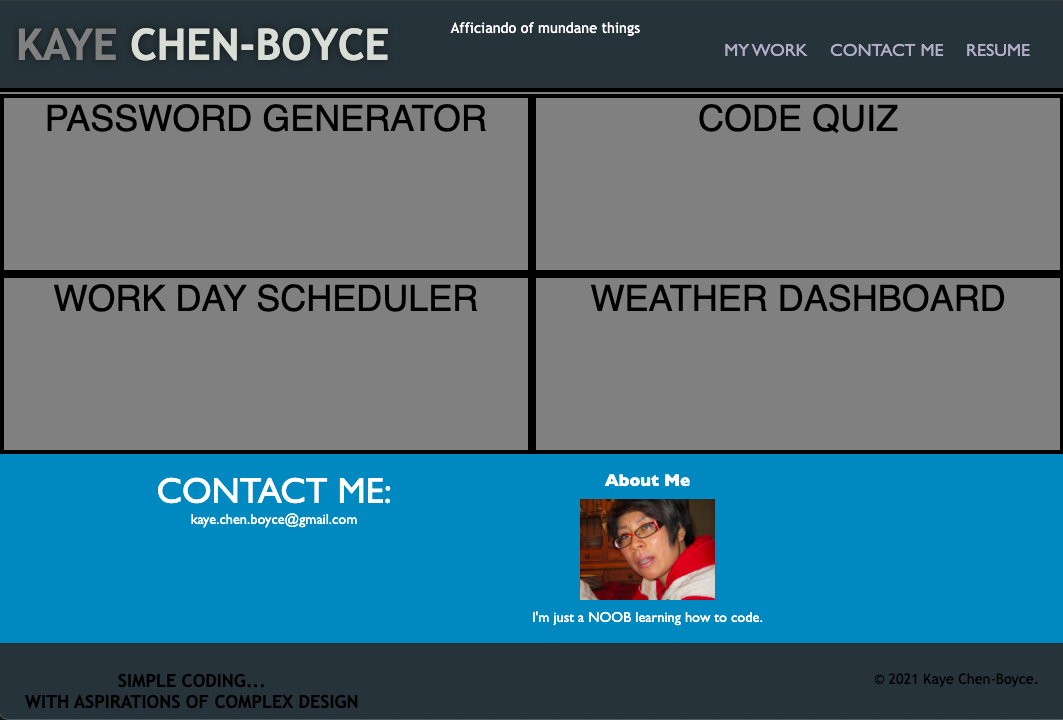 KAYE CHEN-BOYCE
Afficiando of mundane things
MY WORK CONTACT ME RESUME
PASSWORD GENERATOR
CODE QUIZ
WORK DAY SCHEDULER
WEATHER DASHBOARD
CONTACT ME:
kaye.chen.boyce@gmail.com
About Me
I'm just a NOOB learning how to code.
SIMPLE CODING...
WITH ASPIRATIONS OF COMPLEX DESIGN
© 2021 Kaye Chen-Boyce.